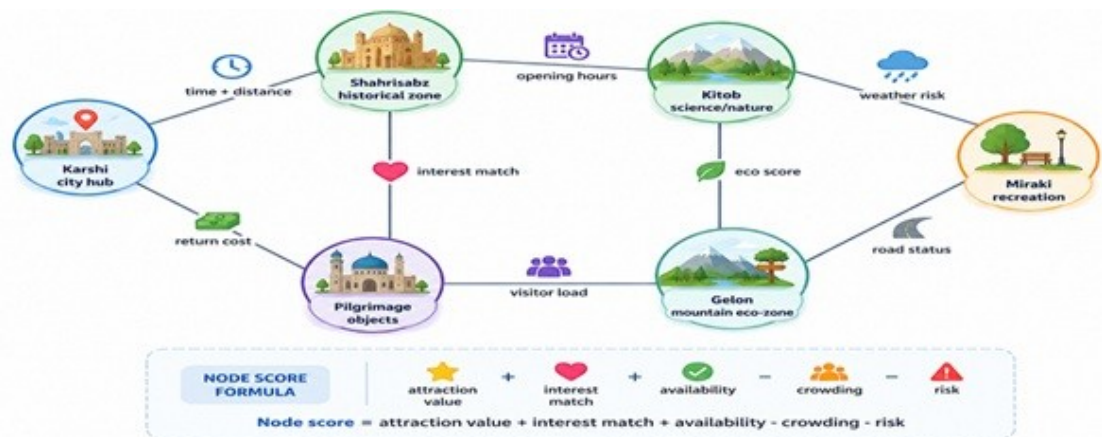 Shahrisabz
historical zone
opening hours
Kitob
science/nature
time + distance
weather risk
Karshi
city hub
interest match
eco score
Miraki
recreation
return cost
road status
Pilgrimage
objects
visitor load
Gelon
mountain eco-zone
NODE SCORE
FORMULA
attraction
value
+
interest
match
+
availability
-
crowding
-
risk
Node score = attraction value + interest match + availability - crowding - risk